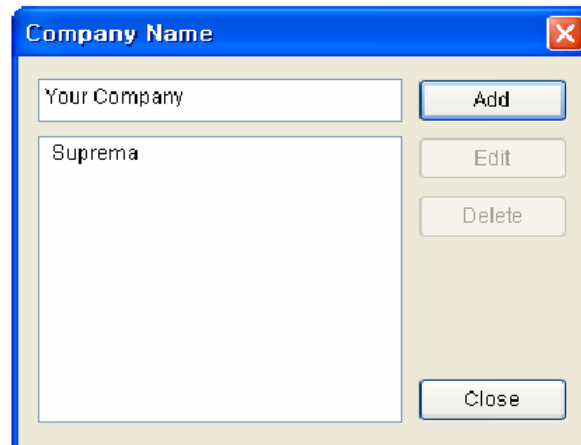 Company Name
Your Company
Add
Suprema
Edit
Delete
Close